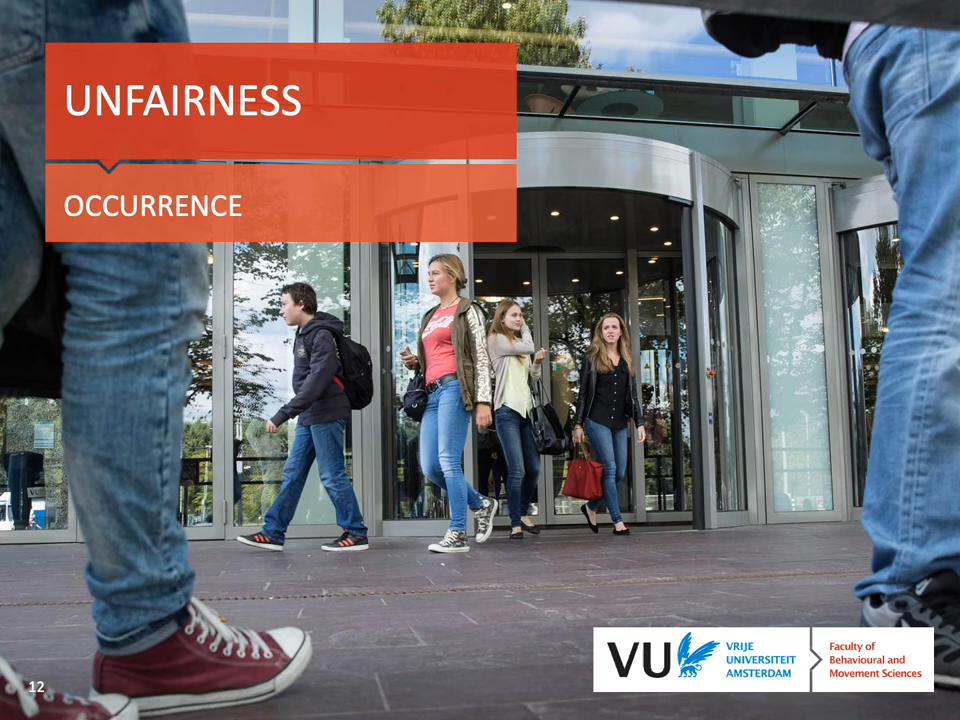 UNFAIRNESS
OCCURRENCE
12
VU
VRIJE
UNIVERSITEIT
AMSTERDAM
Faculty of
Behavioural and
Movement Sciences